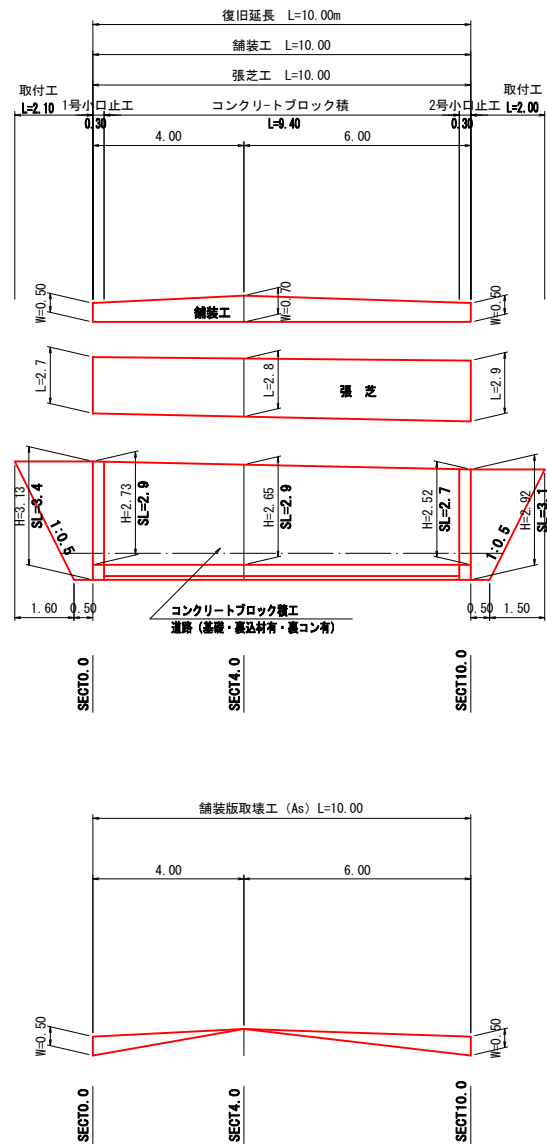 復旧延長 L=10.00m
舗装工 L=10.00
張芝工 L=10.00
取付工
L=2.10
1号小口止工
0.30
コンクリートブロック積
L=9.40
2号小口止工
0.30
取付工
L=2.00
4.00
6.00
W=0.50
舗装工
W=0.70
W=0.50
L=2.7
L=2.8
張 芝
L=2.9
H=3.13
SL=3.4
1:0.5
H=2.73
SL=2.9
H=2.65
SL=2.9
H=2.52
SL=2.7
1:0.5
H=2.92
SL=3.1
1.60
0.50
コンクリートブロック積工
道路（基礎・裏込材有・裏コン有）
0.50
1.50
SECT0.0
SECT4.0
SECT10.0
舗装版取壊工（As）L=10.00
4.00
6.00
W=0.50
W=0.50
SECT0.0
SECT4.0
SECT10.0